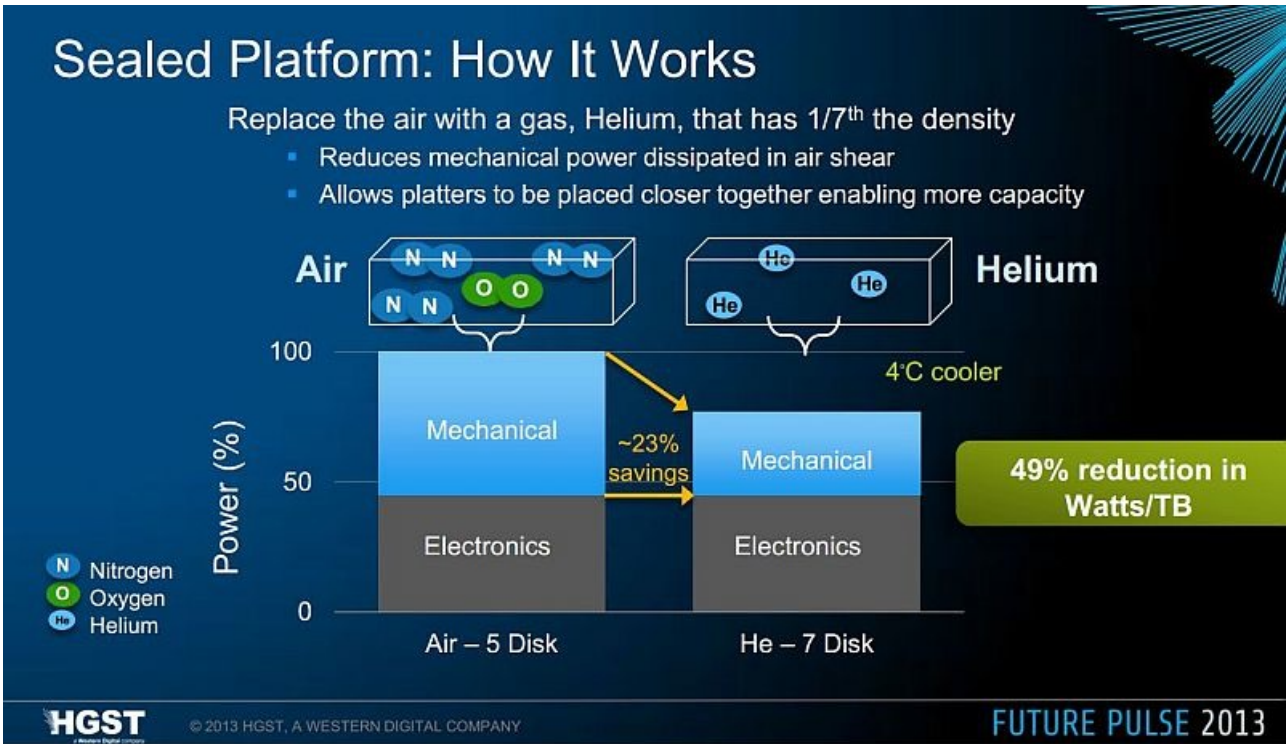 Sealed Platform: How It Works
Replace the air with a gas, Helium, that has 1/7th the density
Reduces mechanical power dissipated in air shear
Allows platters to be placed closer together enabling more capacity
Air
N N
N N
O O
N N
He
He
He
Helium
100
4°C cooler
Mechanical
~23%
savings
Mechanical
50
49% reduction in
Watts/TB
Power (%)
Electronics
Electronics
N Nitrogen
O Oxygen
He Helium
0
Air – 5 Disk
He – 7 Disk
HGST
a Western Digital company
© 2013 HGST, A WESTERN DIGITAL COMPANY
FUTURE PULSE 2013